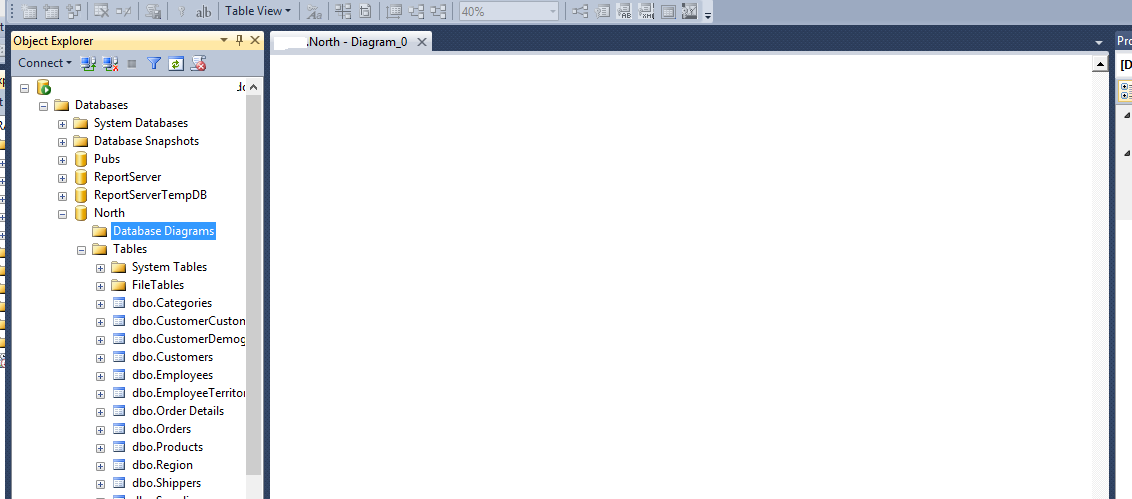 a|b Table View 40%
Object Explorer
.North - Diagram_0
Pro
Connect
[D
Databases
System Databases
Database Snapshots
Pubs
ReportServer
ReportServerTempDB
North
Database Diagrams
Tables
System Tables
FileTables
dbo.Categories
dbo.CustomerCuston
dbo.CustomerDemog
dbo.Customers
dbo.Employees
dbo.EmployeeTerritor
dbo.Order Details
dbo.Orders
dbo.Products
dbo.Region
dbo.Shippers